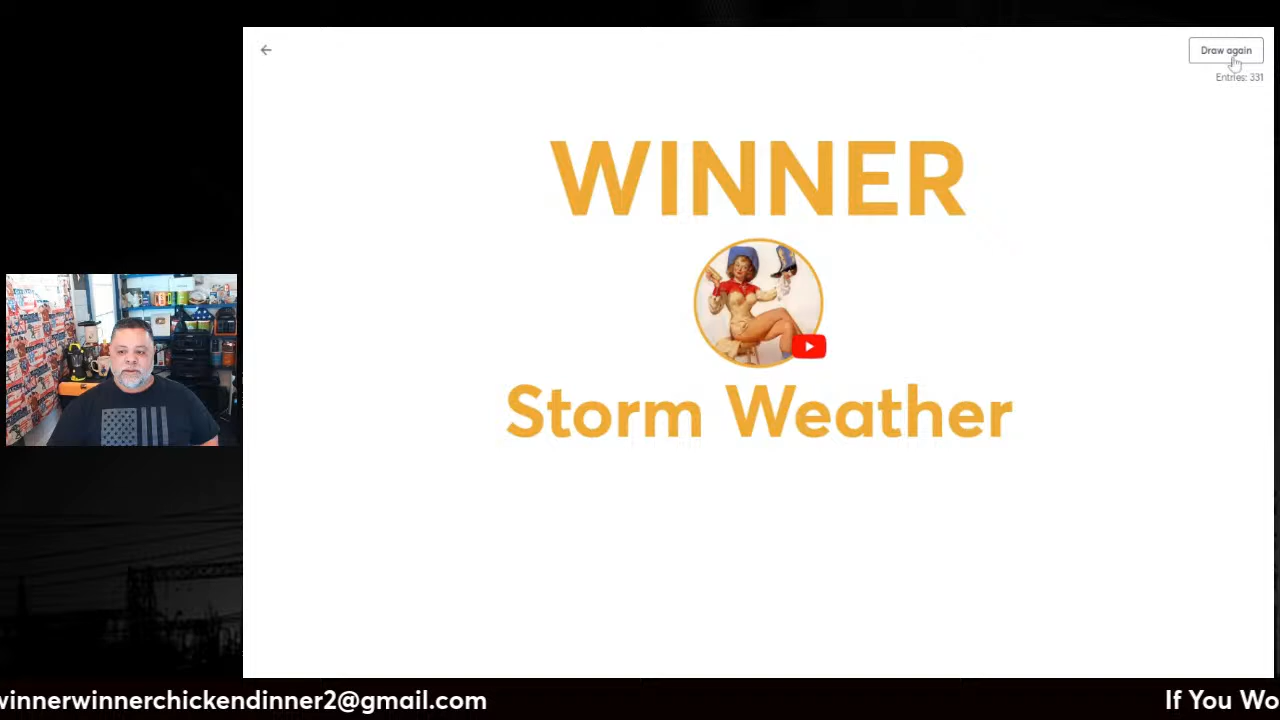 Draw again
Entries: 331
WINNER
Storm Weather
winnerwinnerchickendinner2@gmail.com
If You Wo